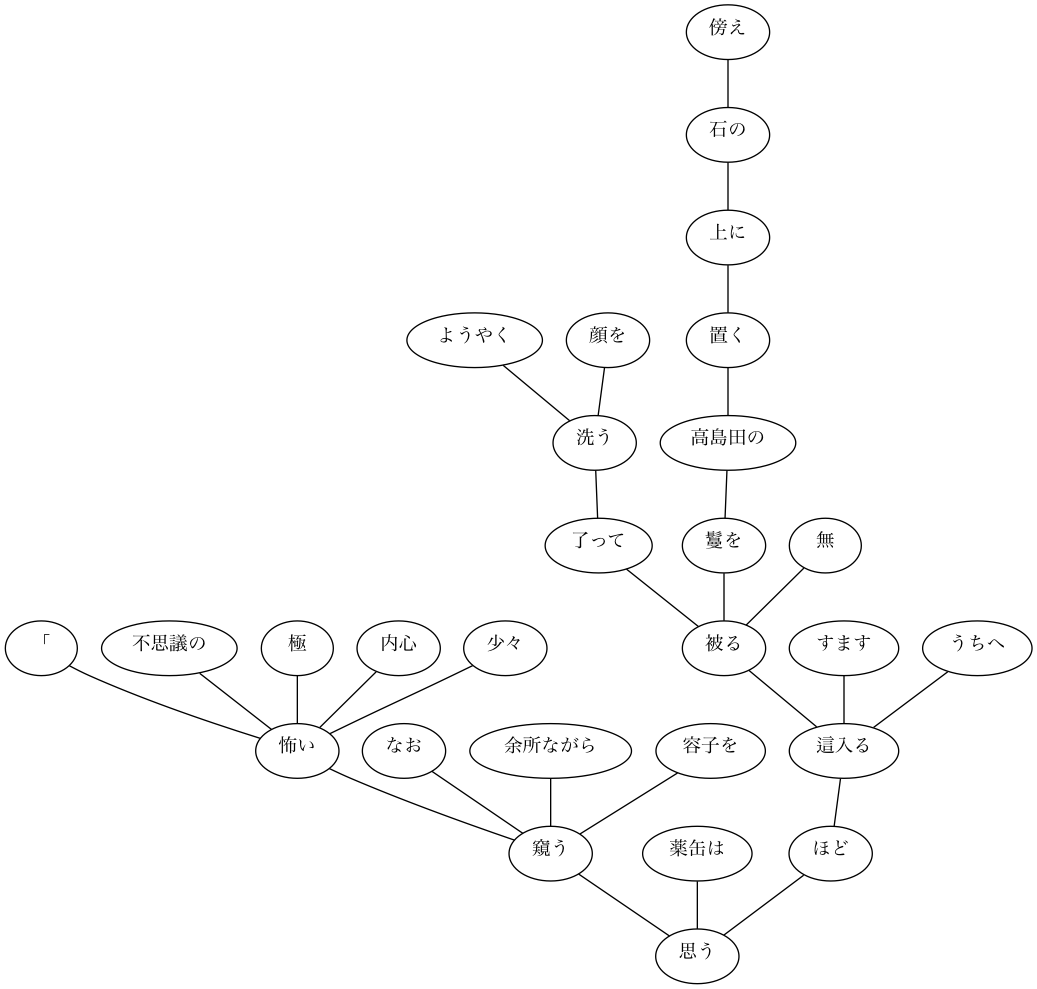 傍え
石の
上に
ようやく
顔を
置く
洗う
高島田の
了って
鬘を
無
「
不思議の
極
内心
少々
被る
すます
うちへ
怖い
なお
余所ながら
容子を
這入る
窺う
薬缶は
ほど
思う